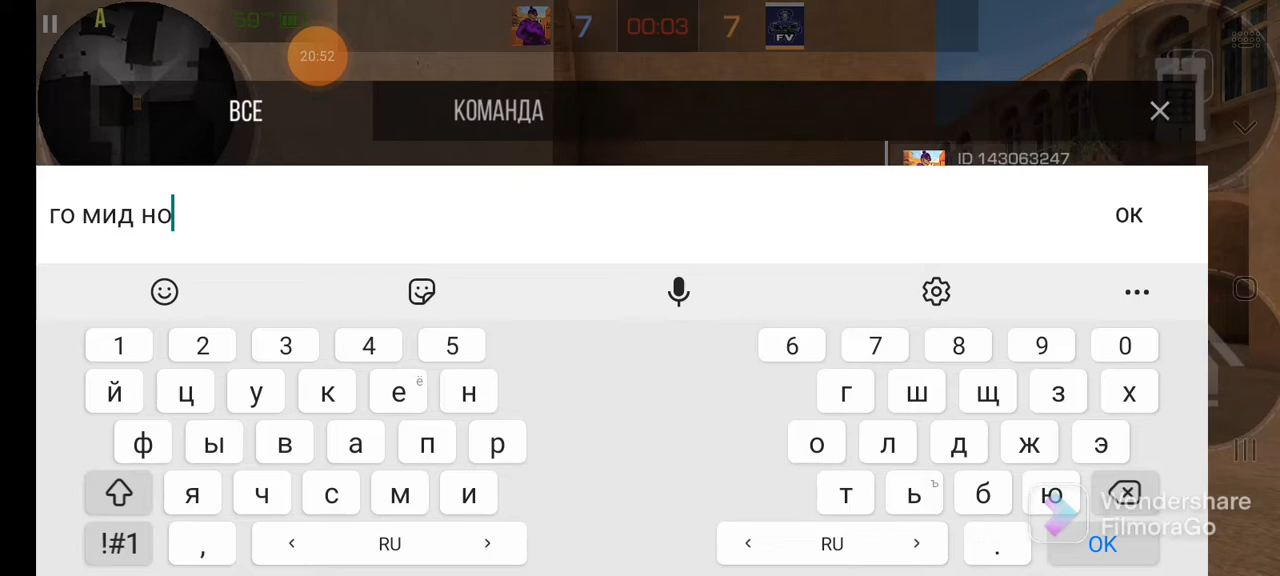 A
59
7
00:03
7
FV
20:52
ВСЕ
КОМАНДА
ID 143063247
го мид но
ОК
1 2 3 4 5 6 7 8 9 0
й ц у к е ё н г ш щ з х
ф ы в а п р о л д ж э
я ч с м и т ь ъ б ю
!#1 , < RU > < RU > . OK
Wondershare
FilmoraGo